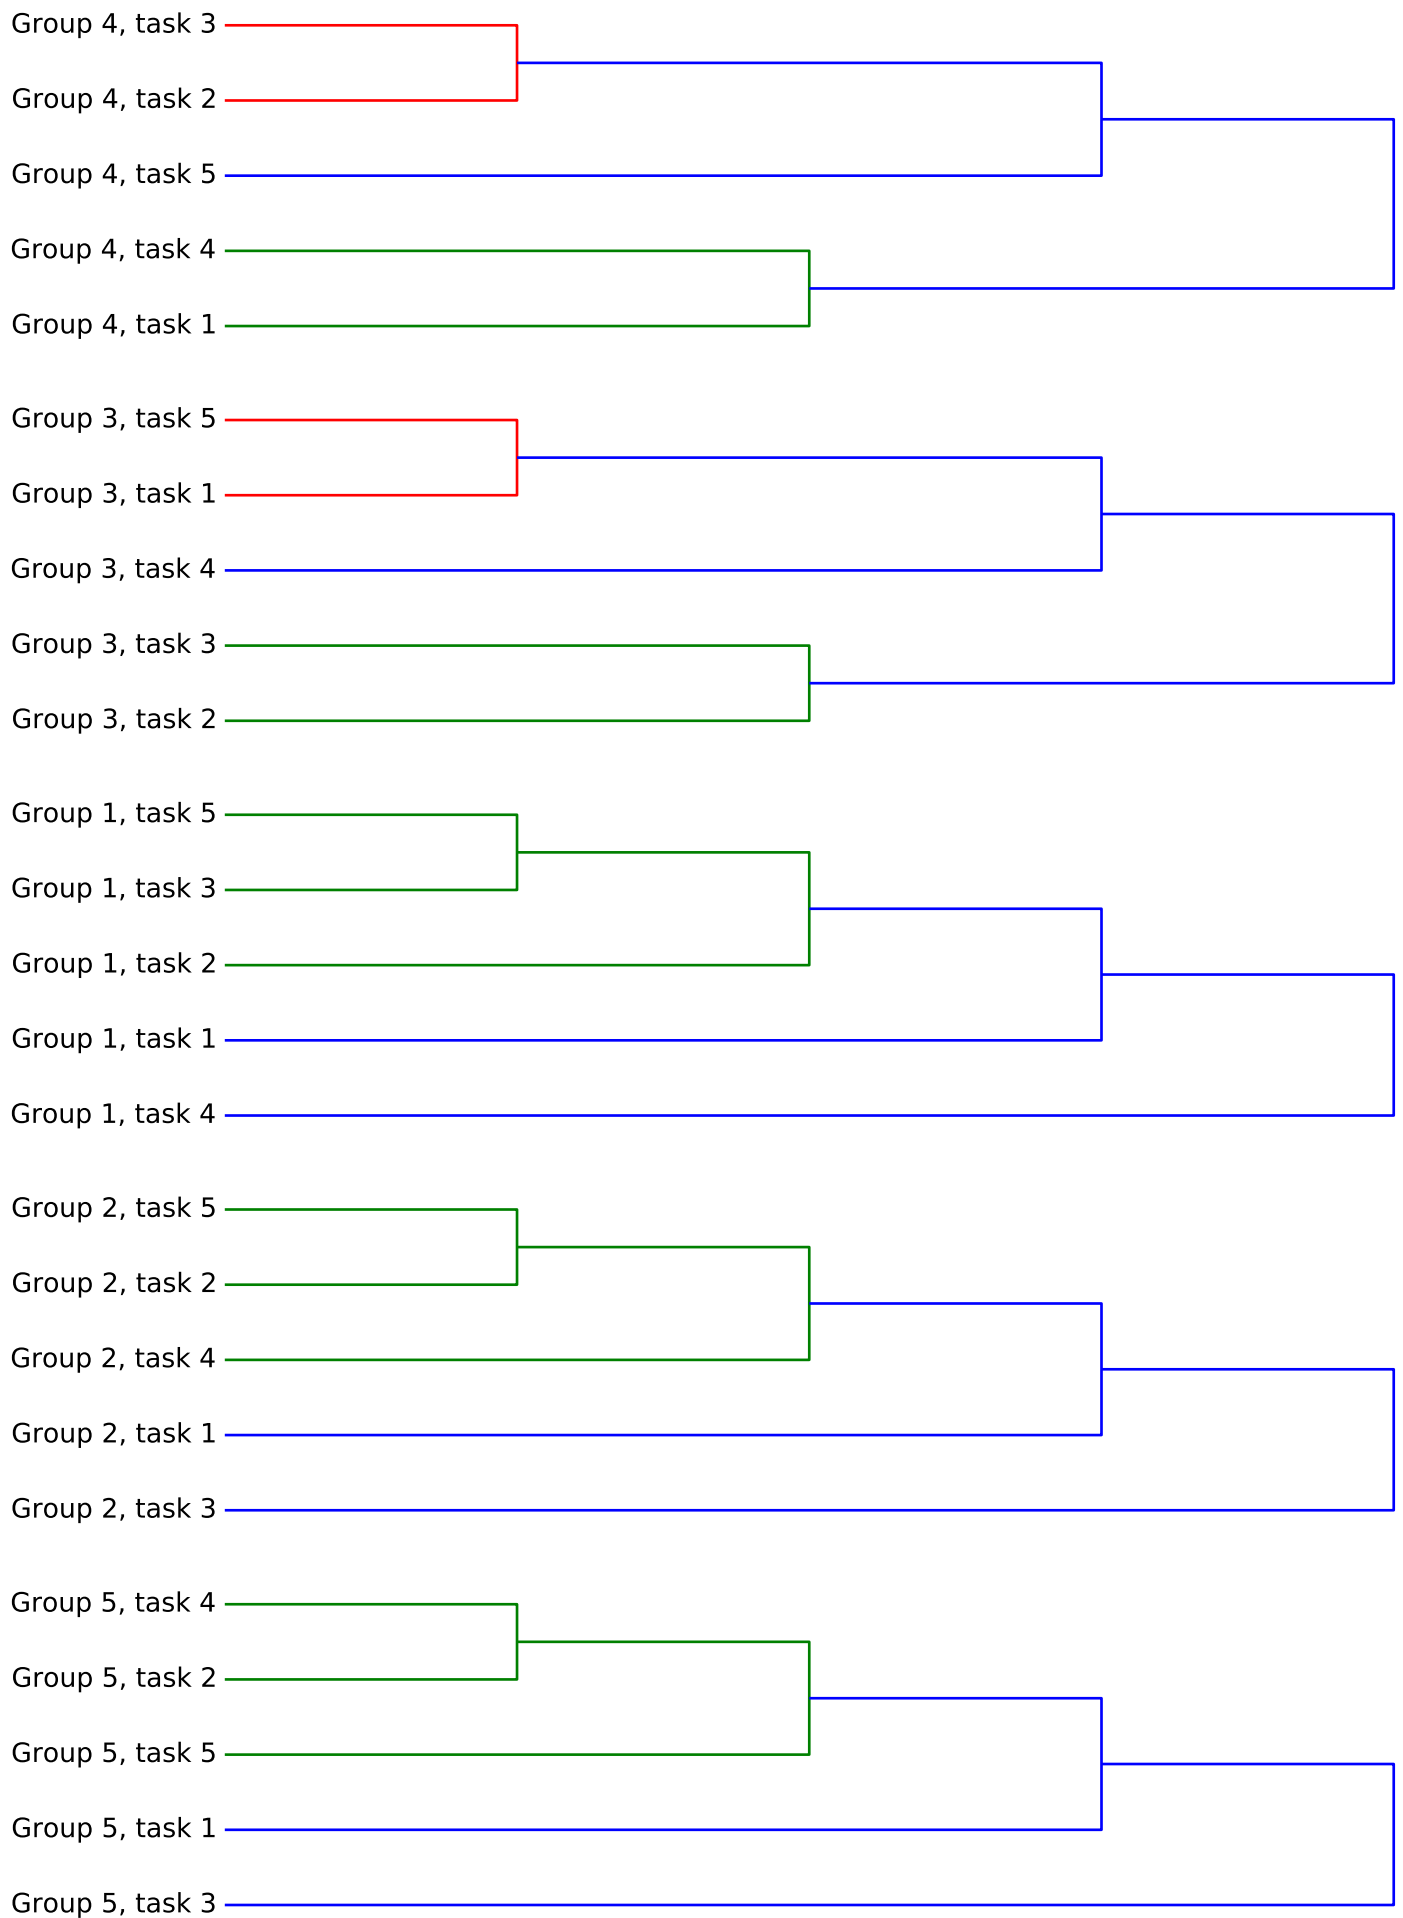 Group 4, task 3
Group 4, task 2
Group 4, task 5
Group 4, task 4
Group 4, task 1
Group 3, task 5
Group 3, task 1
Group 3, task 4
Group 3, task 3
Group 3, task 2
Group 1, task 5
Group 1, task 3
Group 1, task 2
Group 1, task 1
Group 1, task 4
Group 2, task 5
Group 2, task 2
Group 2, task 4
Group 2, task 1
Group 2, task 3
Group 5, task 4
Group 5, task 2
Group 5, task 5
Group 5, task 1
Group 5, task 3